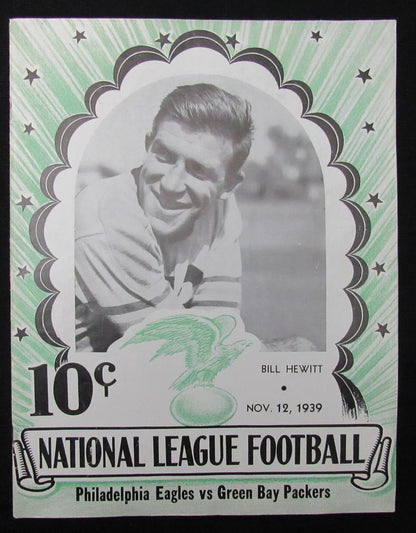 BILL HEWITT
10¢
NOV. 12, 1939
NATIONAL LEAGUE FOOTBALL
Philadelphia Eagles vs Green Bay Packers